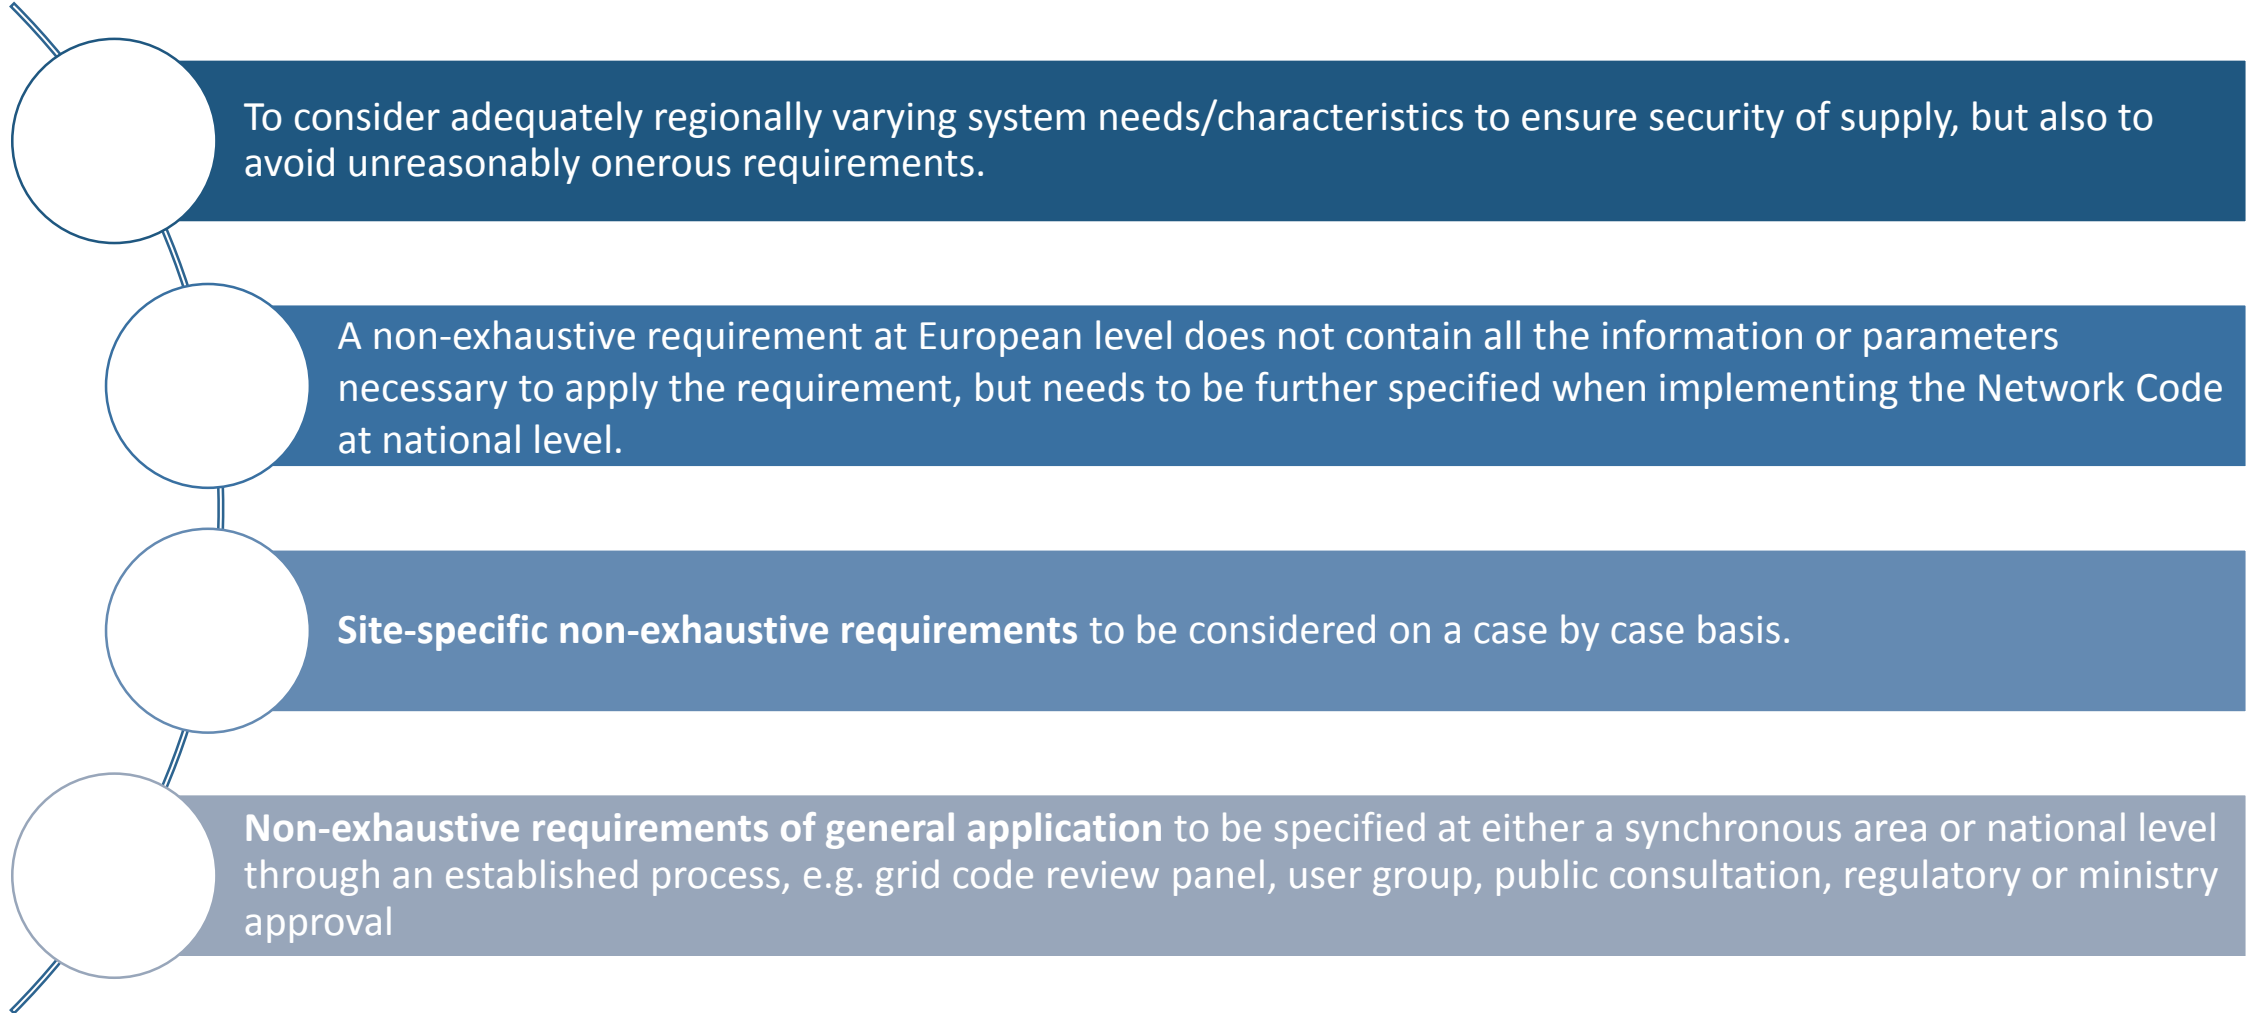 To consider adequately regionally varying system needs/characteristics to ensure security of supply, but also to
avoid unreasonably onerous requirements.
A non-exhaustive requirement at European level does not contain all the information or parameters
necessary to apply the requirement, but needs to be further specified when implementing the Network Code
at national level.
Site-specific non-exhaustive requirements to be considered on a case by case basis.
Non-exhaustive requirements of general application to be specified at either a synchronous area or national level
through an established process, e.g. grid code review panel, user group, public consultation, regulatory or ministry
approval